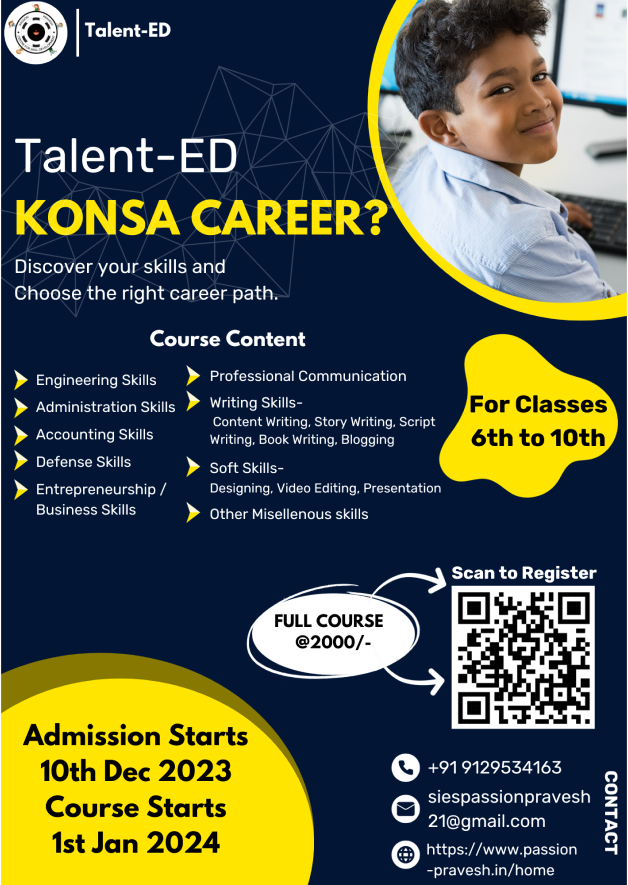 Talent-ED
Talent-ED
KONSA CAREER?
Discover your skills and
Choose the right career path.
Course Content
Engineering Skills
Administration Skills
Accounting Skills
Defense Skills
Entrepreneurship /
Business Skills
Professional Communication
Writing Skills-
Content Writing, Story Writing, Script
Writing, Book Writing, Blogging
Soft Skills-
Designing, Video Editing, Presentation
Other Misellenous skills
For Classes
6th to 10th
Scan to Register
FULL COURSE
@2000/-
Admission Starts
10th Dec 2023
Course Starts
1st Jan 2024
+91 9129534163
siespassionpravesh
21@gmail.com
https://www.passion
-pravesh.in/home
CONTACT